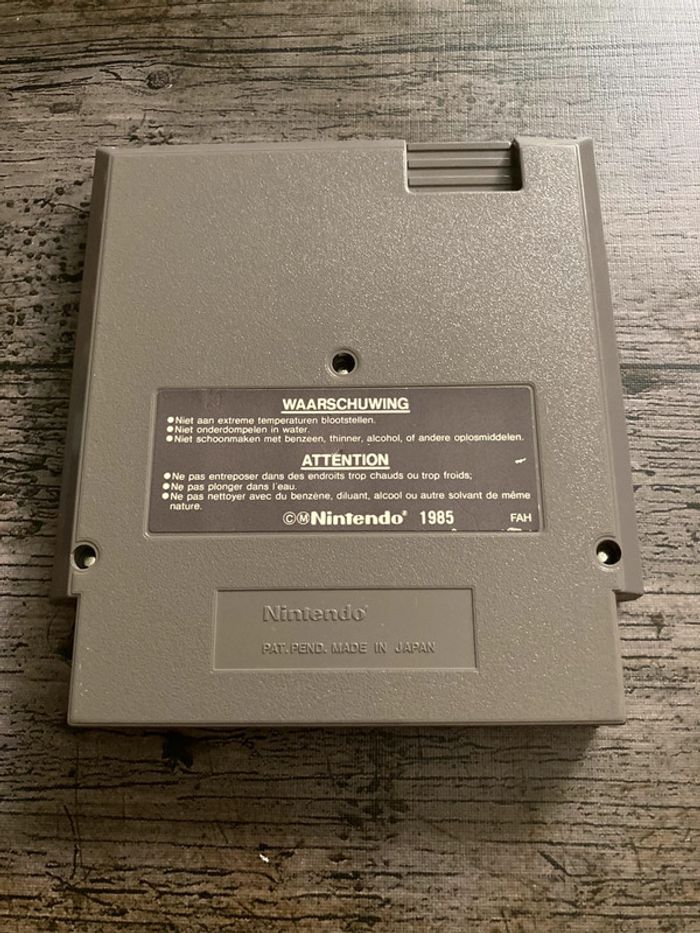 WAARSCHUWING
●Niet aan extreme temperaturen blootstellen.
●Niet onderdompelen in water.
●Niet schoonmaken met benzeen, thinner, alcohol, of andere oplosmiddelen.
ATTENTION
●Ne pas entreposer dans des endroits trop chauds ou trop froids;
●Ne pas plonger dans l'eau.
●Ne pas nettoyer avec du benzène, diluant, alcool ou autre solvant de même
nature.
©ⓂNintendo® 1985 FAH
Nintendo®
PAT. PEND. MADE IN JAPAN